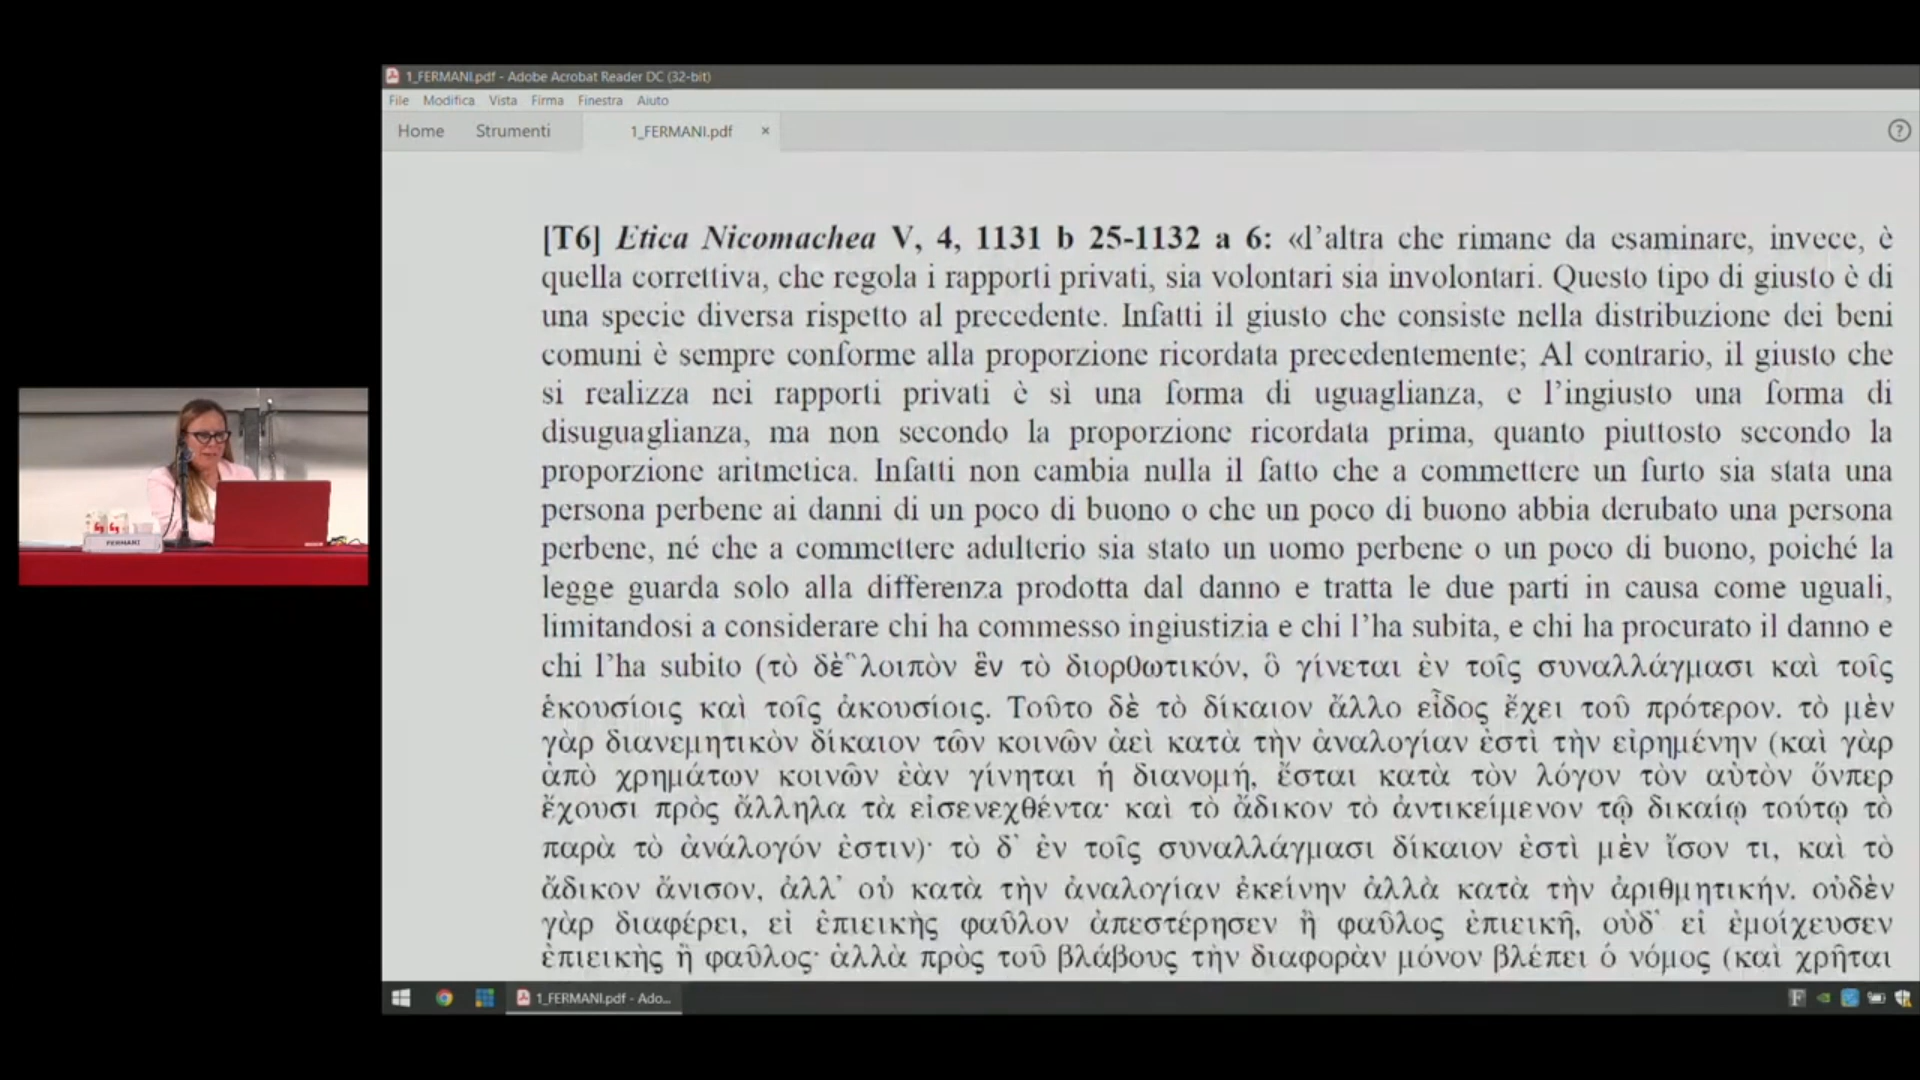 1_FERMANI.pdf - Adobe Acrobat Reader DC (32-bit)
File Modifica Vista Firma Finestra Aiuto
Home Strumenti 1_FERMANI.pdf ×
?
[T6] Etica Nicomachea V, 4, 1131 b 25-1132 a 6: «l’altra che rimane da esaminare, invece, è
quella correttiva, che regola i rapporti privati, sia volontari sia involontari. Questo tipo di giusto è di
una specie diversa rispetto al precedente. Infatti il giusto che consiste nella distribuzione dei beni
comuni è sempre conforme alla proporzione ricordata precedentemente; Al contrario, il giusto che
si realizza nei rapporti privati è sì una forma di uguaglianza, e l’ingiusto una forma di
disuguaglianza, ma non secondo la proporzione ricordata prima, quanto piuttosto secondo la
proporzione aritmetica. Infatti non cambia nulla il fatto che a commettere un furto sia stata una
persona perbene ai danni di un poco di buono o che un poco di buono abbia derubato una persona
perbene, né che a commettere adulterio sia stato un uomo perbene o un poco di buono, poiché la
legge guarda solo alla differenza prodotta dal danno e tratta le due parti in causa come uguali,
limitandosi a considerare chi ha commesso ingiustizia e chi l’ha subita, e chi ha procurato il danno e
chi l’ha subito (τὸ δὲ λοιπὸν ἓν τὸ διορθωτικόν, ὃ γίνεται ἐν τοῖς συναλλάγμασι καὶ τοῖς
ἑκουσίοις καὶ τοῖς ἀκουσίοις. Τοῦτο δὲ τὸ δίκαιον ἄλλο εἶδος ἔχει τοῦ πρότερον. τὸ μὲν
γὰρ διανεμητικὸν δίκαιον τῶν κοινῶν ἀεὶ κατὰ τὴν ἀναλογίαν ἐστὶ τὴν εἰρημένην (καὶ γὰρ
ἀπὸ χρημάτων κοινῶν ἐὰν γίνηται ἡ διανομή, ἔσται κατὰ τὸν λόγον τὸν αὐτὸν ὅνπερ
ἔχουσι πρὸς ἄλληλα τὰ εἰσενεχθέντα· καὶ τὸ ἄδικον τὸ ἀντικείμενον τῷ δικαίῳ τούτῳ τὸ
παρὰ τὸ ἀνάλογόν ἐστιν)· τὸ δ᾽ ἐν τοῖς συναλλάγμασι δίκαιον ἐστὶ μὲν ἴσον τι, καὶ τὸ
ἄδικον ἄνισον, ἀλλ᾽ οὐ κατὰ τὴν ἀναλογίαν ἐκείνην ἀλλὰ κατὰ τὴν ἀριθμητικήν. οὐδὲν
γὰρ διαφέρει, εἰ ἐπιεικὴς φαῦλον ἀπεστέρησεν ἢ φαῦλος ἐπιεικῆ, οὐδ᾽ εἰ ἐμοίχευσεν
ἐπιεικὴς ἢ φαῦλος· ἀλλὰ πρὸς τοῦ βλάβους τὴν διαφορὰν μόνον βλέπει ὁ νόμος (καὶ χρῆται
1_FERMANI.pdf - Ado...
F
FERMANI